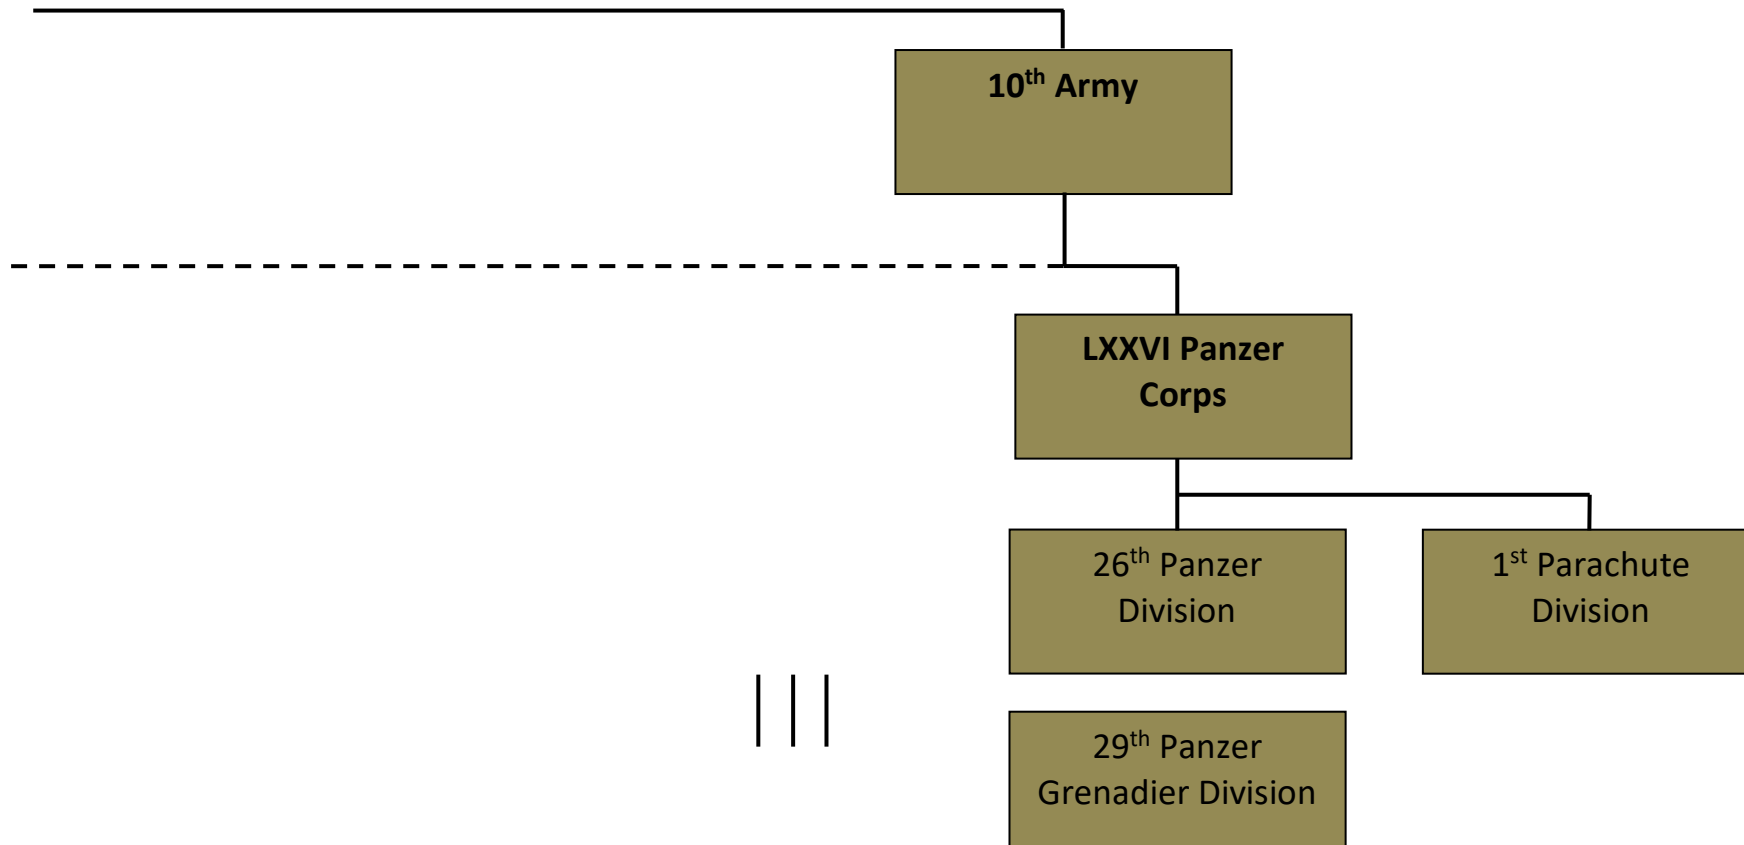 10th Army
LXXVI Panzer
Corps
26th Panzer
Division
1st Parachute
Division
29th Panzer
Grenadier Division